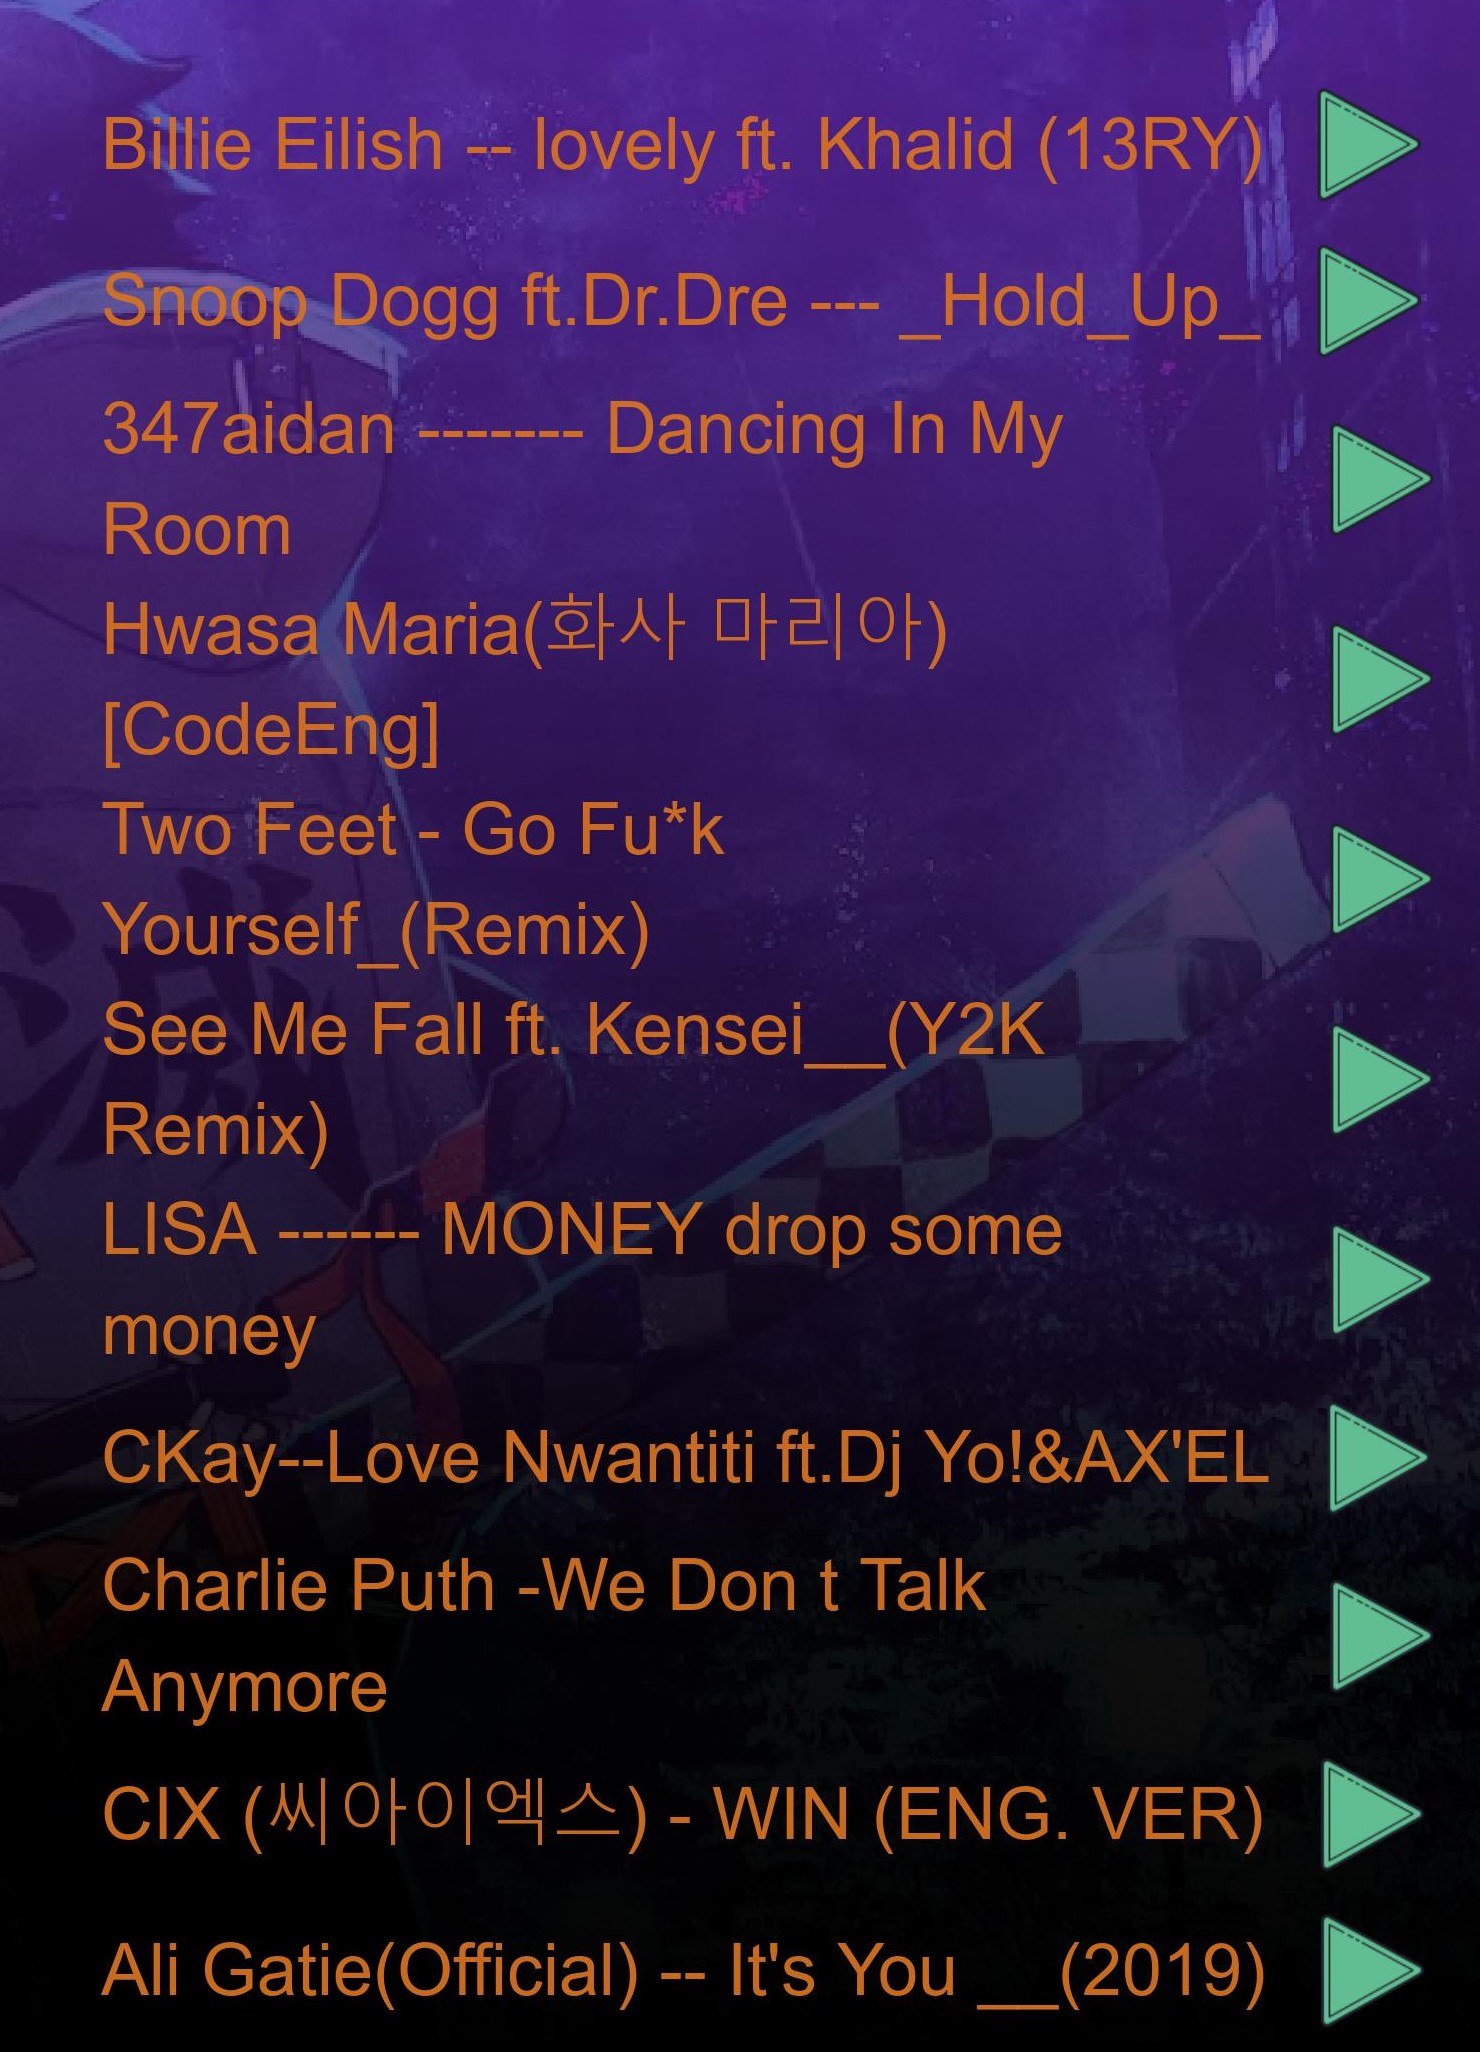 Billie Eilish -- lovely ft. Khalid (13RY)
Snoop Dogg ft.Dr.Dre --- _Hold_Up_
347aidan ------- Dancing In My
Room
Hwasa Maria(화사 마리아)
[CodeEng]
Two Feet - Go Fu*k
Yourself_(Remix)
See Me Fall ft. Kensei__(Y2K
Remix)
LISA ------ MONEY drop some
money
CKay--Love Nwantiti ft.Dj Yo!&AX'EL
Charlie Puth -We Don t Talk
Anymore
CIX (씨아이엑스) - WIN (ENG. VER)
Ali Gatie(Official) -- It's You __(2019)
滅